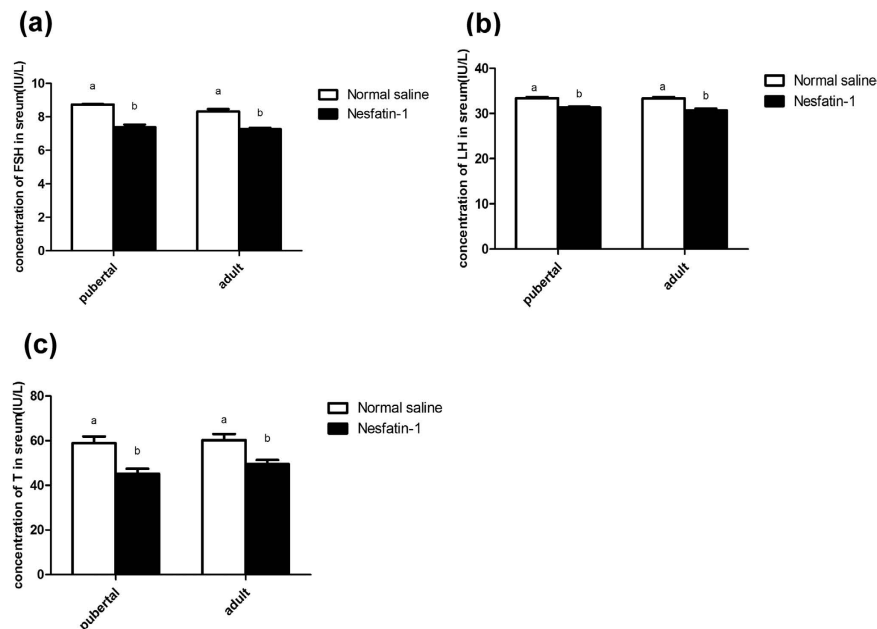 (a)
concentration of FSH in sreum(IU/L)
10
8
6
4
2
0
a
b
a
b
pubertal
adult
Normal saline
Nesfatin-1
(b)
concentration of LH in sreum(IU/L)
40
30
20
10
0
a
b
a
b
pubertal
adult
Normal saline
Nesfatin-1
(c)
concentration of T in sreum(IU/L)
80
60
40
20
0
a
b
a
b
pubertal
adult
Normal saline
Nesfatin-1